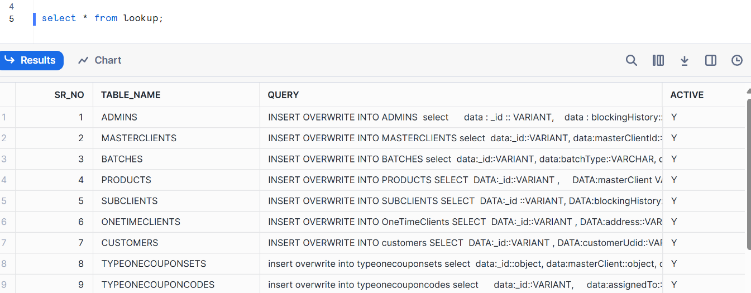 4
5 select * from lookup;
Results Chart
SR_NO TABLE_NAME QUERY ACTIVE
1 1 ADMINS INSERT OVERWRITE INTO ADMINS select data : _id :: VARIANT, data : blockingHistory:: Y
2 2 MASTERCLIENTS INSERT OVERWRITE INTO MASTERCLIENTS select data:_id::VARIANT, data:masterClientId:: Y
3 3 BATCHES INSERT OVERWRITE INTO BATCHES select data:_id::VARIANT, data:batchType::VARCHAR, Y
4 4 PRODUCTS INSERT OVERWRITE INTO PRODUCTS SELECT DATA:_id::VARIANT , DATA:masterClient Y
5 5 SUBCLIENTS INSERT OVERWRITE INTO SUBCLIENTS SELECT DATA:_id ::VARIANT, DATA:blockingHistory Y
6 6 ONETIMECLIENTS INSERT OVERWRITE INTO OneTimeClients SELECT DATA:_id::VARIANT , DATA:address::VAR Y
7 7 CUSTOMERS INSERT OVERWRITE INTO customers SELECT DATA:_id::VARIANT , DATA:customerUdid::VAR Y
8 8 TYPEONECOUPONSETS insert overwrite into typeonecouponsets select data:_id::object, data:masterClient::object, Y
9 9 TYPEONECOUPONCODES insert overwrite into typeonecouponcodes select data:_id::VARIANT, data:assignedTo:: Y